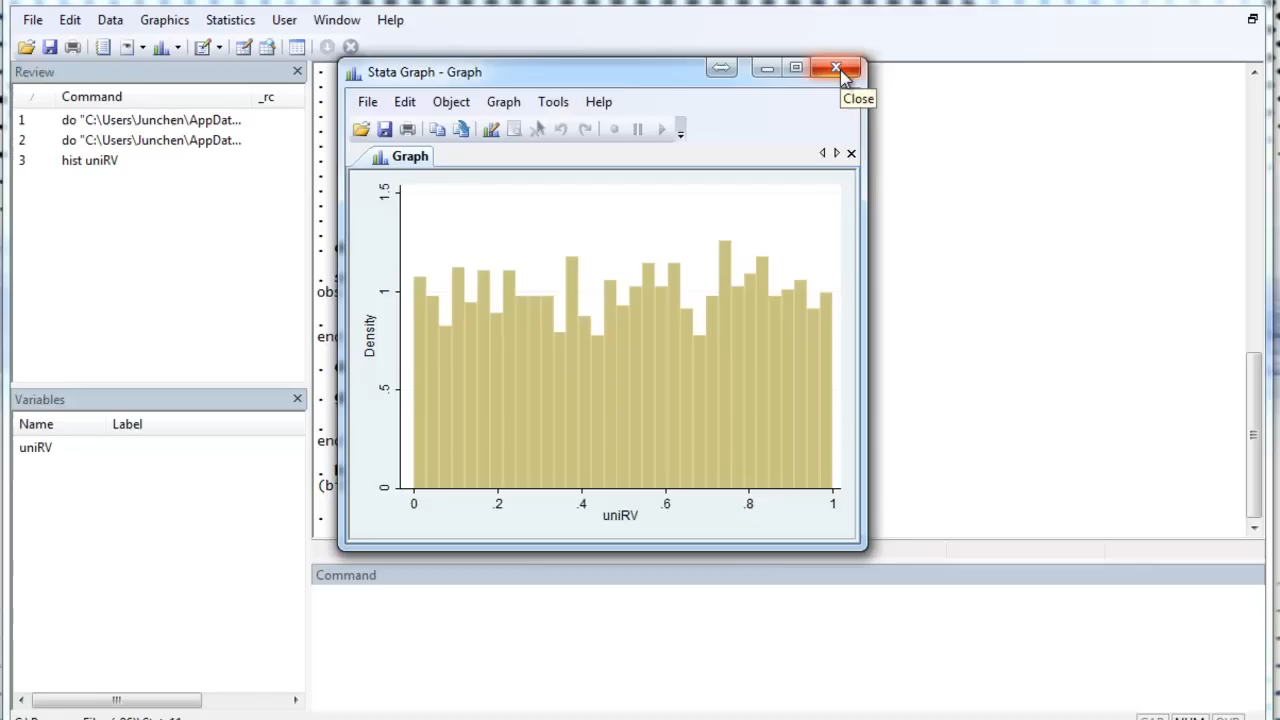 File Edit Data Graphics Statistics User Window Help
Review
Command _rc
1 do "C:\Users\Junchen\AppDat...
2 do "C:\Users\Junchen\AppDat...
3 hist uniRV
Variables
Name Label
uniRV
Stata Graph - Graph
Close
File Edit Object Graph Tools Help
Graph
1.5
1
.5
0
Density
0 .2 .4 .6 .8 1
uniRV
obs
end
end
(b
Command
NUM